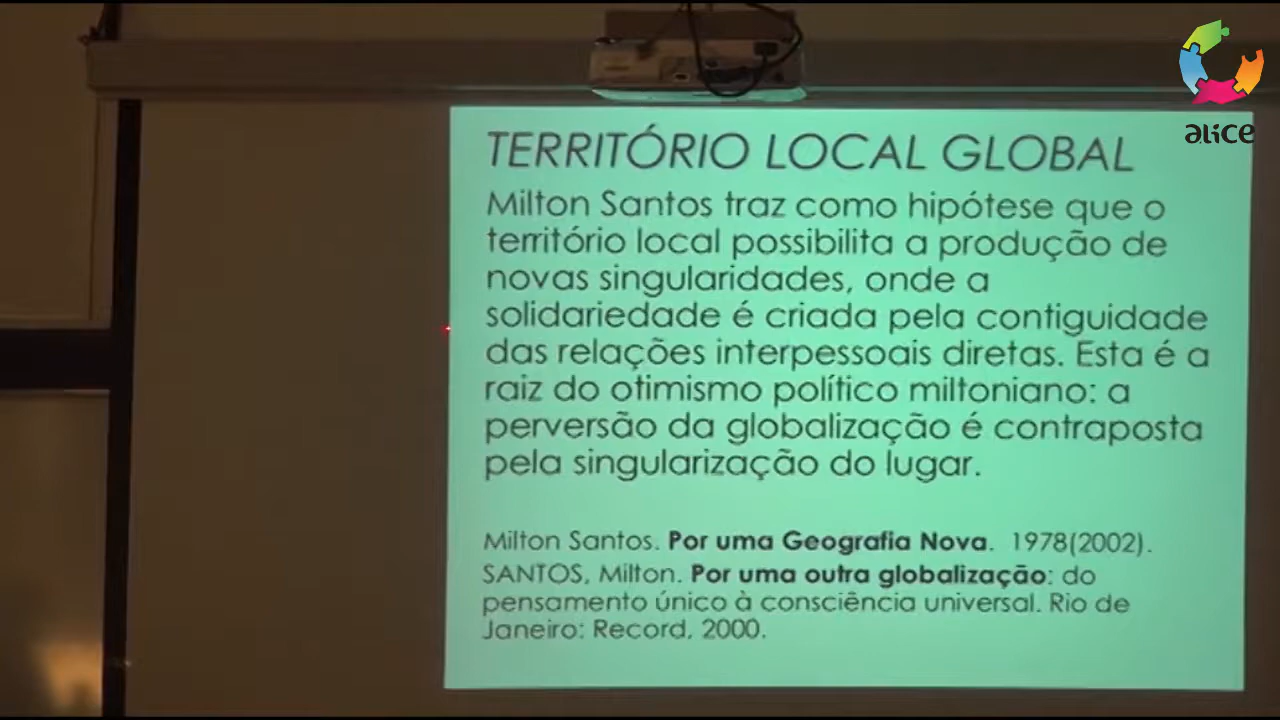 alice
TERRITÓRIO LOCAL GLOBAL
Milton Santos traz como hipótese que o
território local possibilita a produção de
novas singularidades, onde a
solidariedade é criada pela contiguidade
das relações interpessoais diretas. Esta é a
raiz do otimismo político miltoniano: a
perversão da globalização é contraposta
pela singularização do lugar.
Milton Santos. Por uma Geografia Nova. 1978(2002).
SANTOS, Milton. Por uma outra globalização: do
pensamento único à consciência universal. Rio de
Janeiro: Record, 2000.